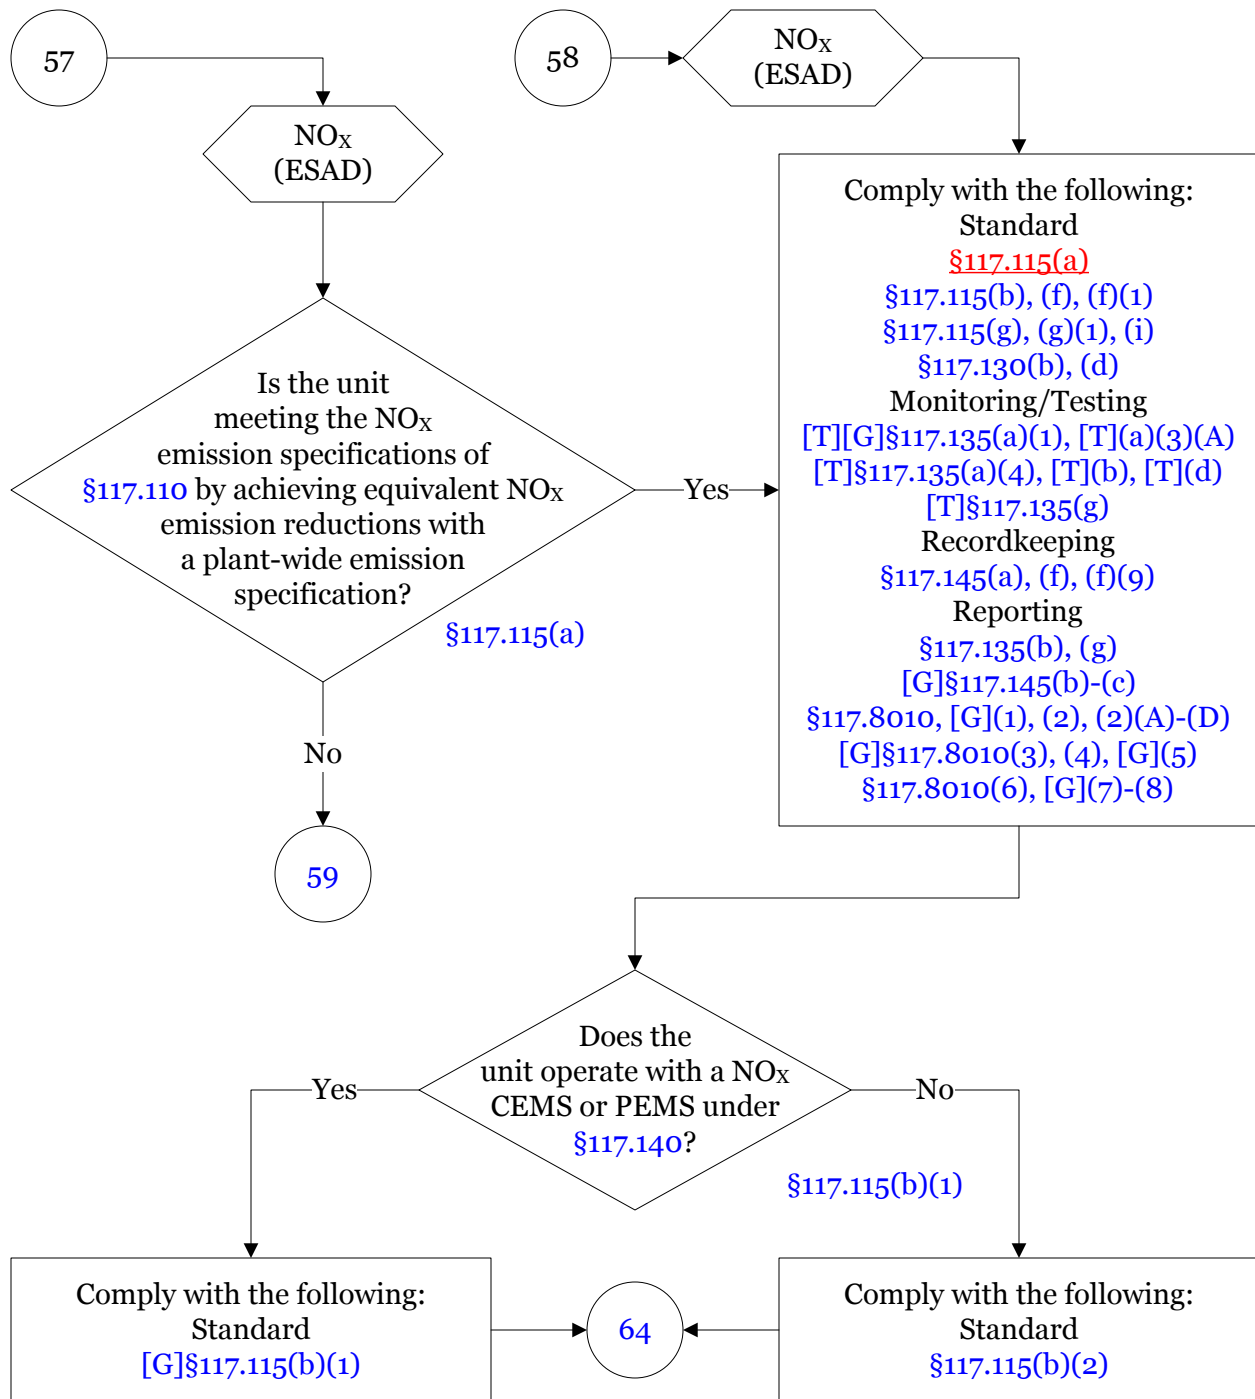 57
NOX
(ESAD)
58
NOX
(ESAD)
Is the unit
meeting the NOX
emission specifications of
§117.110 by achieving equivalent NOX
emission reductions with
a plant-wide emission
specification?
§117.115(a)
Yes
No
59
Comply with the following:
Standard
§117.115(a)
§117.115(b), (f), (f)(1)
§117.115(g), (g)(1), (i)
§117.130(b), (d)
Monitoring/Testing
[T][G]§117.135(a)(1), [T](a)(3)(A)
[T]§117.135(a)(4), [T](b), [T](d)
[T]§117.135(g)
Recordkeeping
§117.145(a), (f), (f)(9)
Reporting
§117.135(b), (g)
[G]§117.145(b)-(c)
§117.8010, [G](1), (2), (2)(A)-(D)
[G]§117.8010(3), (4), [G](5)
§117.8010(6), [G](7)-(8)
Does the
unit operate with a NOX
CEMS or PEMS under
§117.140?
§117.115(b)(1)
Yes
No
Comply with the following:
Standard
[G]§117.115(b)(1)
64
Comply with the following:
Standard
§117.115(b)(2)